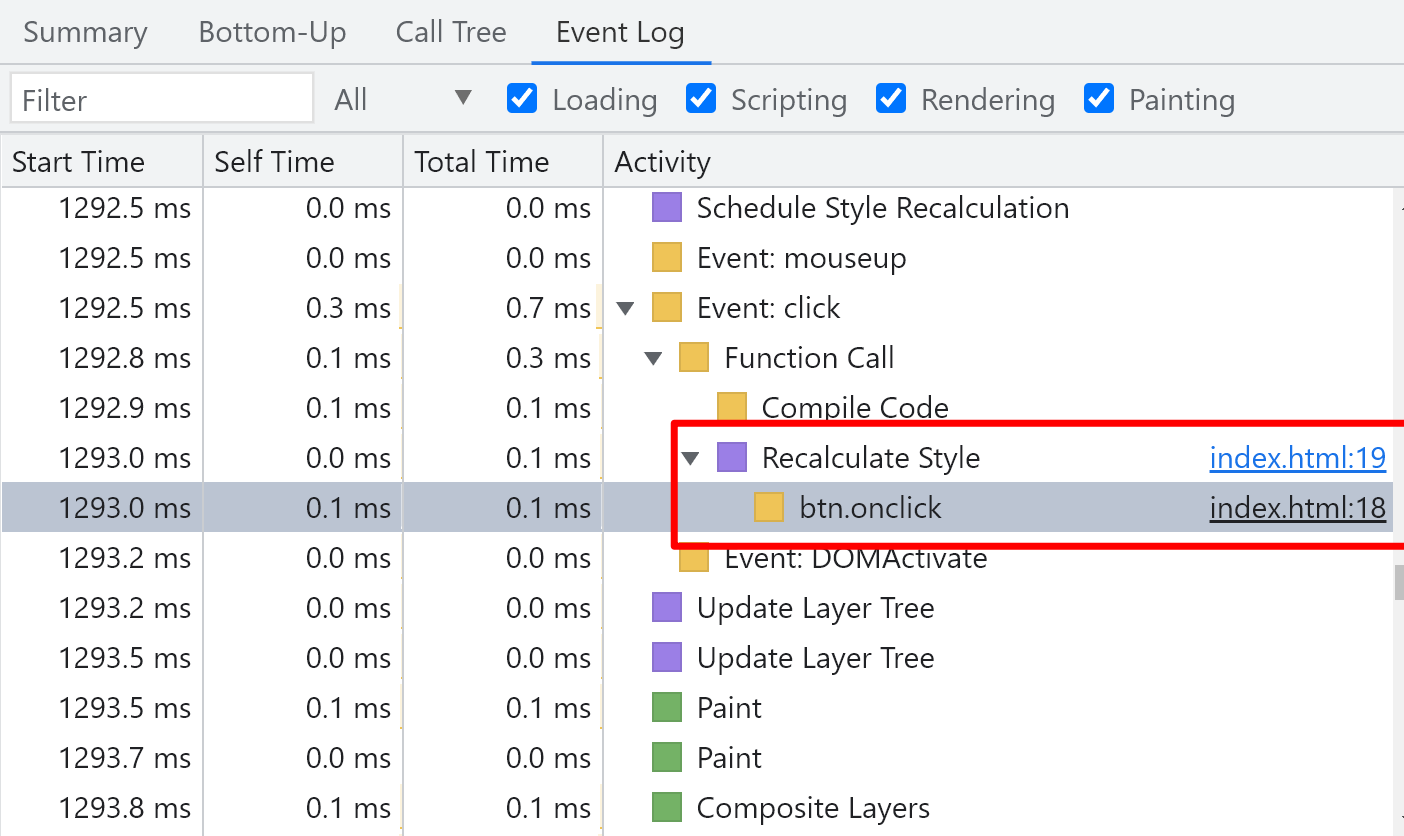 Summary Bottom-Up Call Tree Event Log
Filter All Loading Scripting Rendering Painting
Start Time Self Time Total Time Activity
1292.5 ms 0.0 ms 0.0 ms Schedule Style Recalculation
1292.5 ms 0.0 ms 0.0 ms Event: mouseup
1292.5 ms 0.3 ms 0.7 ms Event: click
1292.8 ms 0.1 ms 0.3 ms Function Call
1292.9 ms 0.1 ms 0.1 ms Compile Code
1293.0 ms 0.0 ms 0.1 ms Recalculate Style index.html:19
1293.0 ms 0.1 ms 0.1 ms btn.onclick index.html:18
1293.2 ms 0.0 ms 0.0 ms Event: DOMActivate
1293.2 ms 0.0 ms 0.0 ms Update Layer Tree
1293.5 ms 0.0 ms 0.0 ms Update Layer Tree
1293.5 ms 0.1 ms 0.1 ms Paint
1293.7 ms 0.0 ms 0.0 ms Paint
1293.8 ms 0.1 ms 0.1 ms Composite Layers